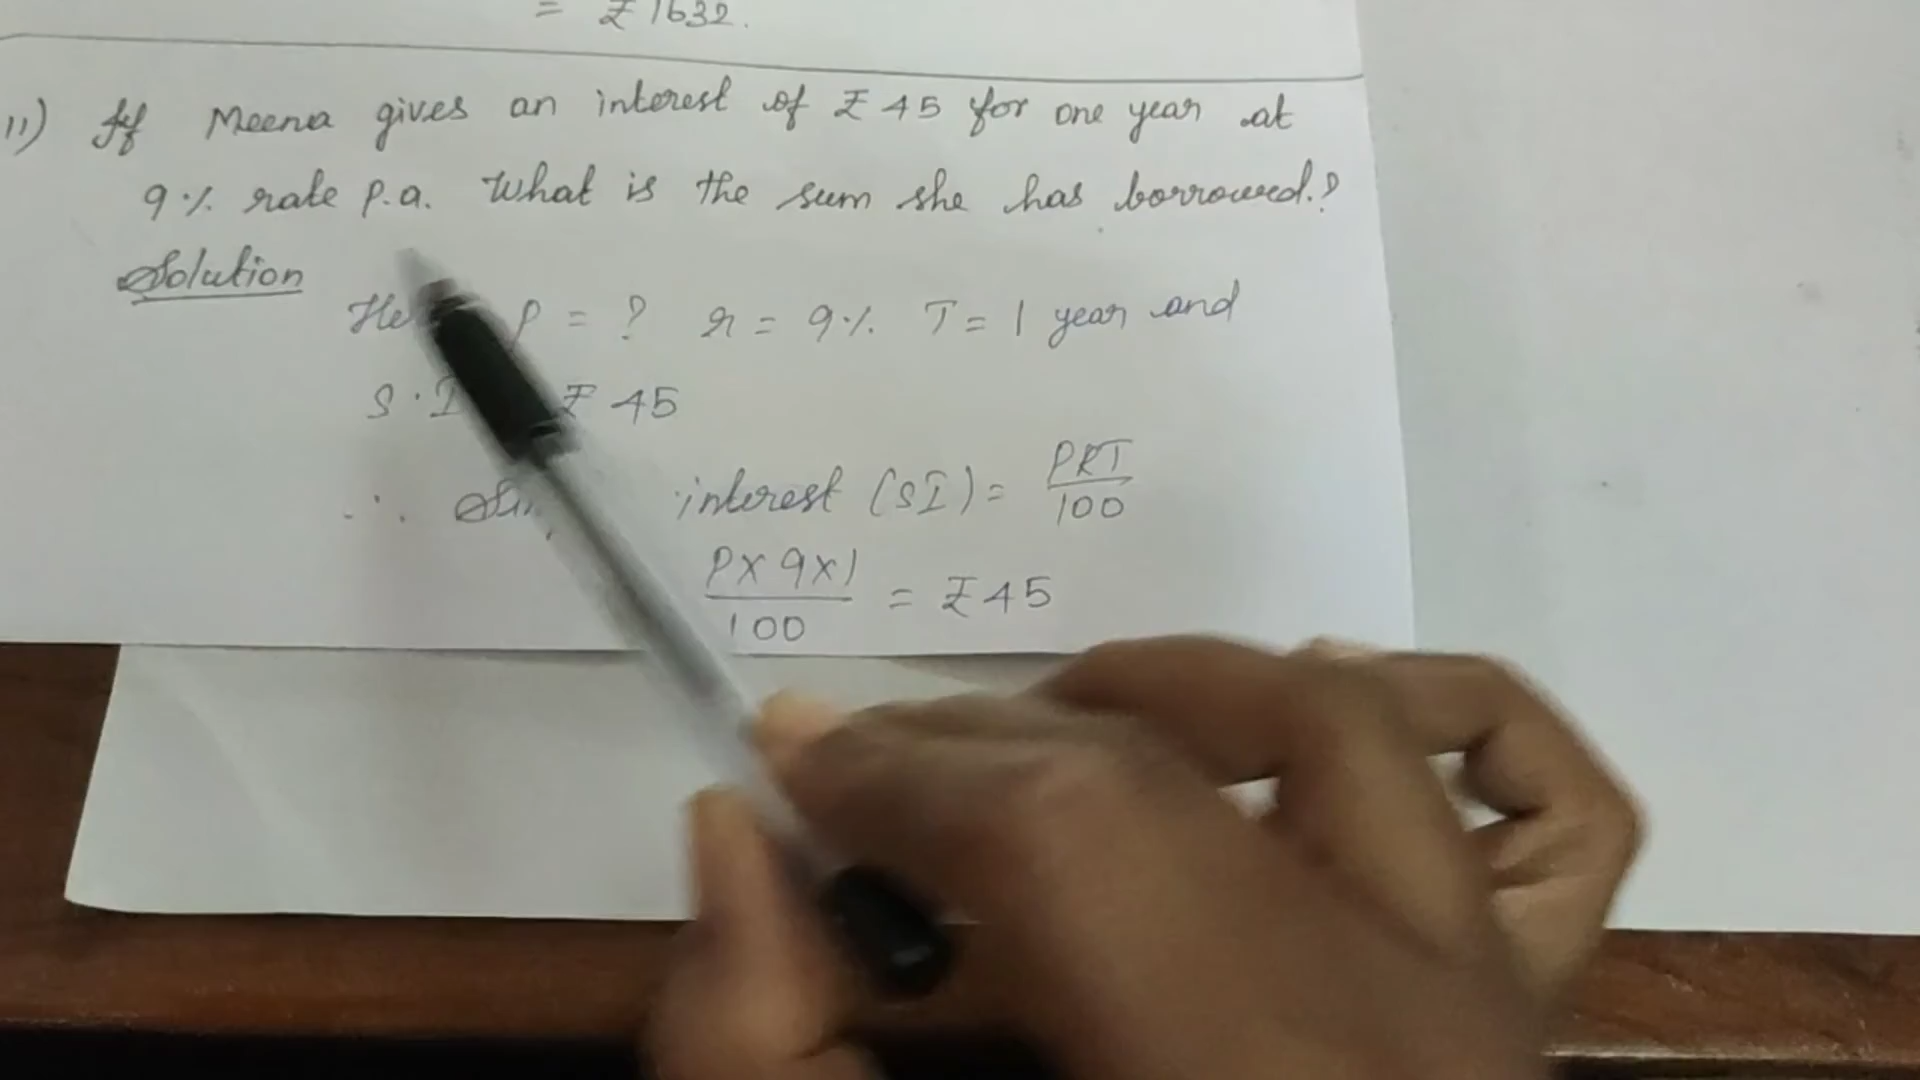 = ₹ 1632.
11) If Meena gives an interest of ₹ 45 for one year at
9% rate p.a. What is the sum she has borrowed.?
Solution
P = ? r = 9% T = 1 year and
S.I ₹ 45
∴ interest (SI) = PRT/100
P×9×1/100 = ₹45